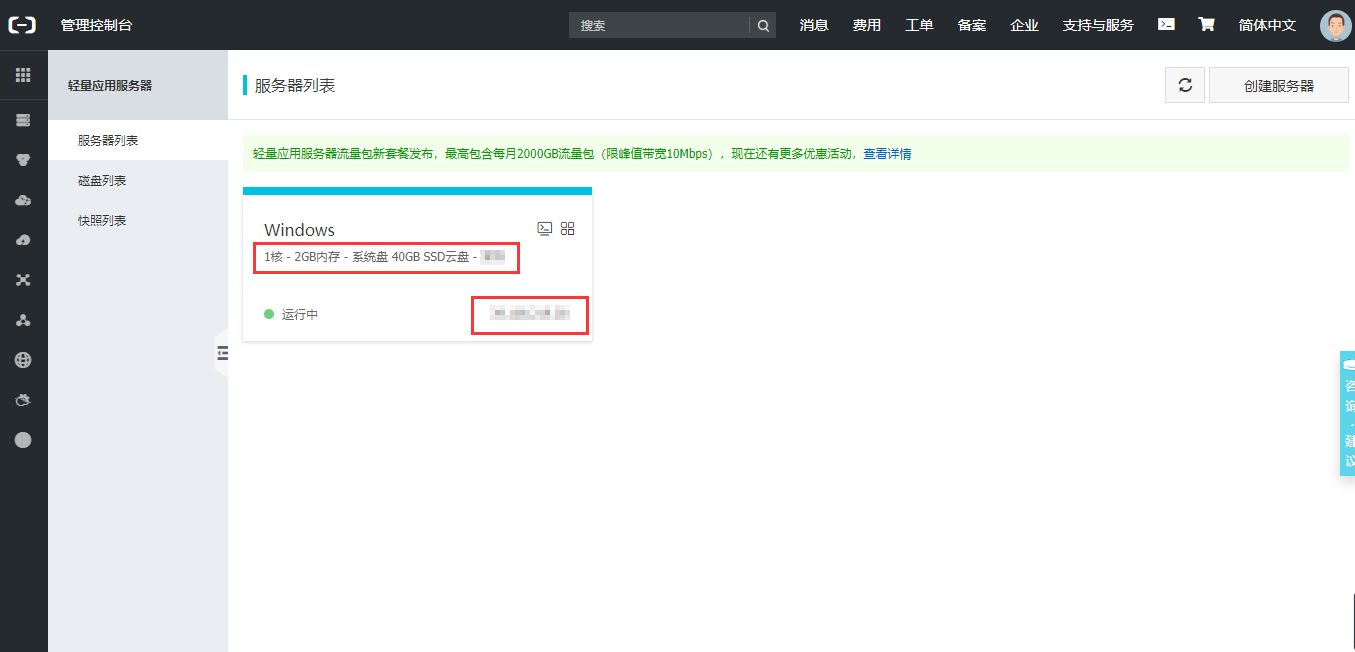 管理控制台
搜索
消息 费用 工单 备案 企业 支持与服务 简体中文
轻量应用服务器
服务器列表
磁盘列表
快照列表
服务器列表
创建服务器
轻量应用服务器流量包新套餐发布，最高包含每月2000GB流量包（限峰值带宽10Mbps），现在还有更多优惠活动，查看详情
Windows
1核 - 2GB内存 - 系统盘 40GB SSD云盘 -
运行中
咨询·建议